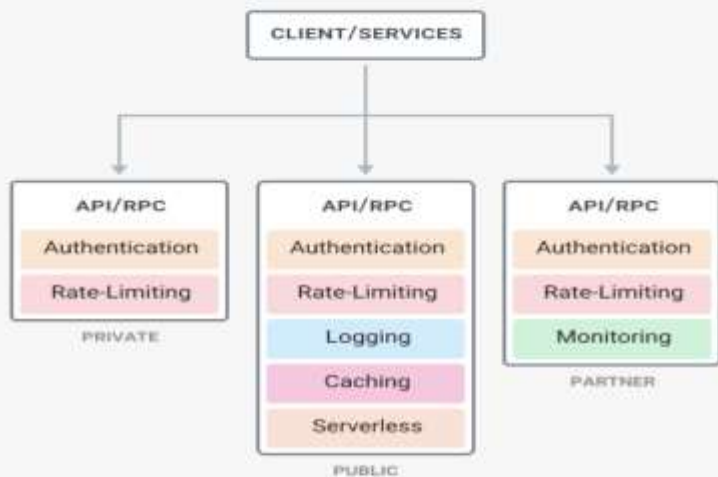 CLIENT/SERVICES
API/RPC
Authentication
Rate-Limiting
PRIVATE
API/RPC
Authentication
Rate-Limiting
Logging
Caching
Serverless
PUBLIC
API/RPC
Authentication
Rate-Limiting
Monitoring
PARTNER